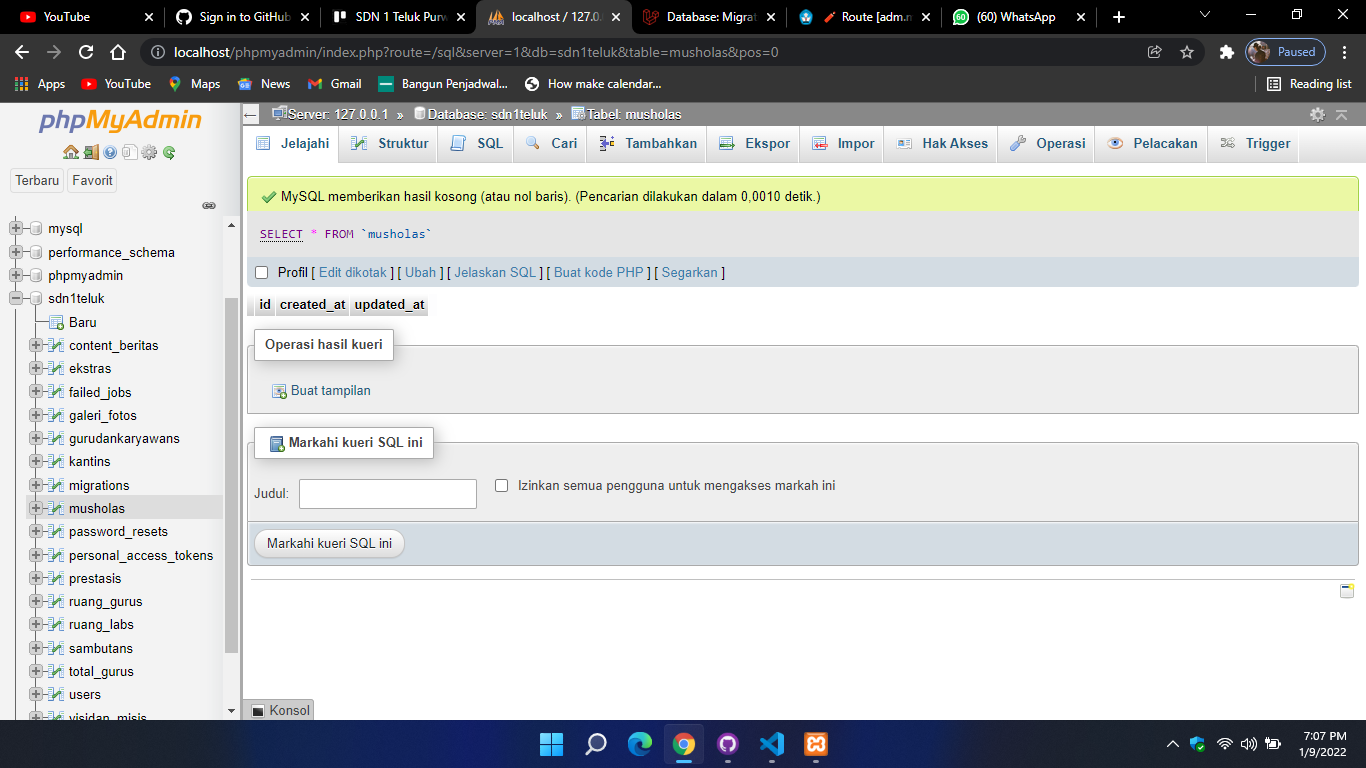 YouTube
Sign in to GitHub
SDN 1 Teluk Purw
localhost / 127.0.
Database: Migrat
Route [adm.n
(60) WhatsApp
localhost/phpmyadmin/index.php?route=/sql&server=1&db=sdn1teluk&table=musholas&pos=0
Paused
Apps
YouTube
Maps
News
Gmail
Bangun Penjadwal...
How make calendar...
Reading list
phpMyAdmin
Terbaru
Favorit
mysql
performance_schema
phpmyadmin
sdn1teluk
Baru
content_beritas
ekstras
failed_jobs
galeri_fotos
gurudankaryawans
kantins
migrations
musholas
password_resets
personal_access_tokens
prestasis
ruang_gurus
ruang_labs
sambutans
total_gurus
users
visidan_misis
Server: 127.0.0.1 » Database: sdn1teluk » Tabel: musholas
Jelajahi
Struktur
SQL
Cari
Tambahkan
Ekspor
Impor
Hak Akses
Operasi
Pelacakan
Trigger
MySQL memberikan hasil kosong (atau nol baris). (Pencarian dilakukan dalam 0,0010 detik.)
SELECT * FROM `musholas`
Profil [ Edit dikotak ] [ Ubah ] [ Jelaskan SQL ] [ Buat kode PHP ] [ Segarkan ]
id created_at updated_at
Operasi hasil kueri
Buat tampilan
Markahi kueri SQL ini
Judul:
Izinkan semua pengguna untuk mengakses markah ini
Markahi kueri SQL ini
Konsol
7:07 PM
1/9/2022